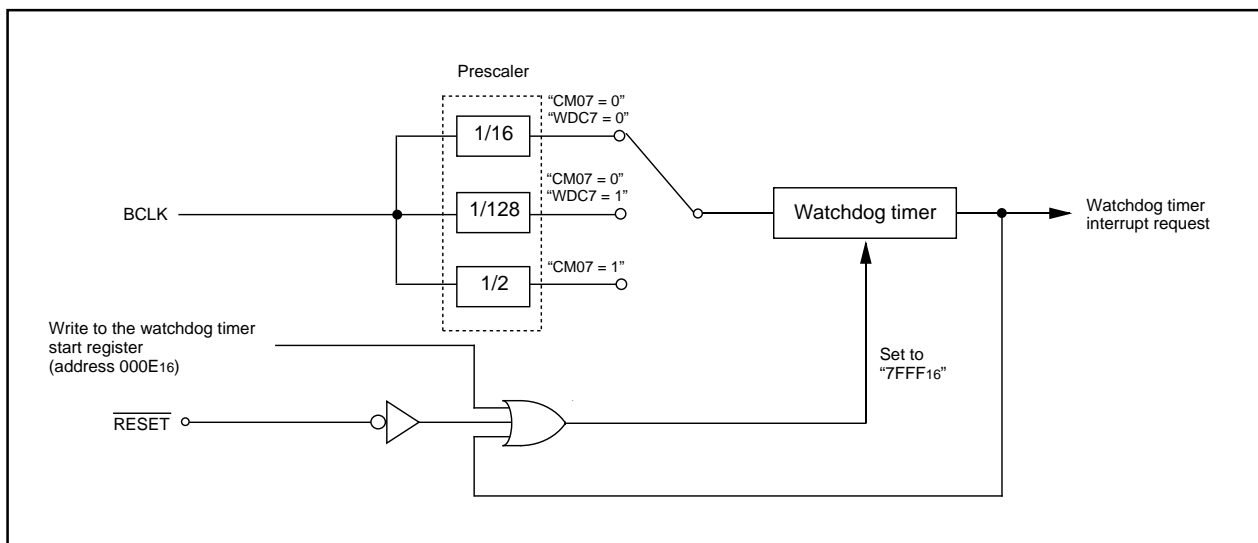 Prescaler
“CM07 = 0”
“WDC7 = 0”
1/16
“CM07 = 0”
“WDC7 = 1”
BCLK
1/128
Watchdog timer
Watchdog timer
interrupt request
“CM07 = 1”
1/2
Write to the watchdog timer
start register
(address 000E16)
Set to
“7FFF16”
RESET